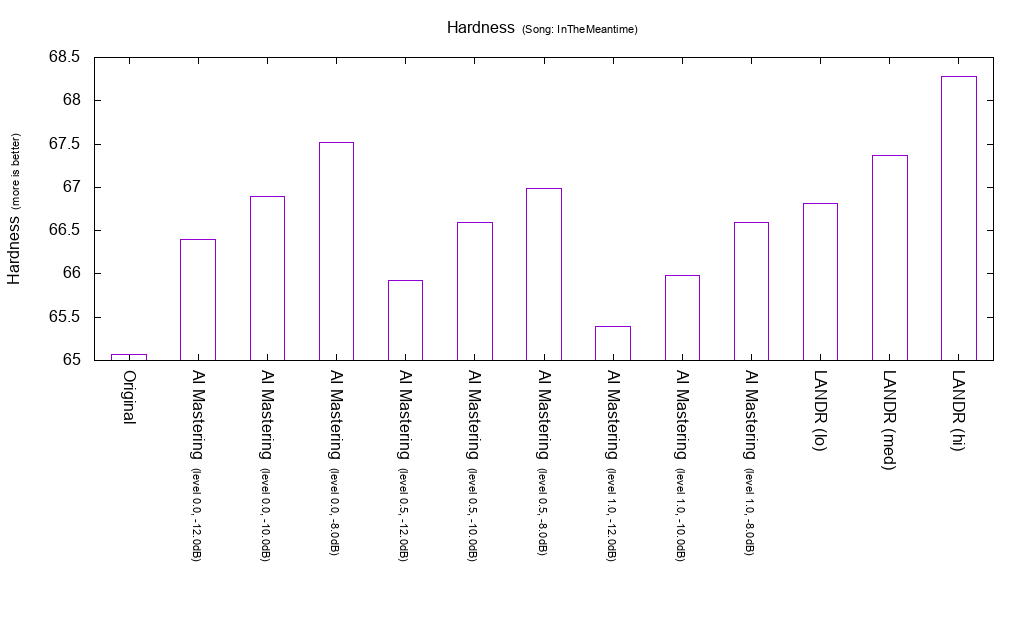 Hardness (Song: InTheMeantime)
Hardness (more is better)
68.5
68
67.5
67
66.5
66
65.5
65
Original
AI Mastering (level 0.0, -12.0dB)
AI Mastering (level 0.0, -10.0dB)
AI Mastering (level 0.0, -8.0dB)
AI Mastering (level 0.5, -12.0dB)
AI Mastering (level 0.5, -10.0dB)
AI Mastering (level 0.5, -8.0dB)
AI Mastering (level 1.0, -12.0dB)
AI Mastering (level 1.0, -10.0dB)
AI Mastering (level 1.0, -8.0dB)
LANDR (lo)
LANDR (med)
LANDR (hi)